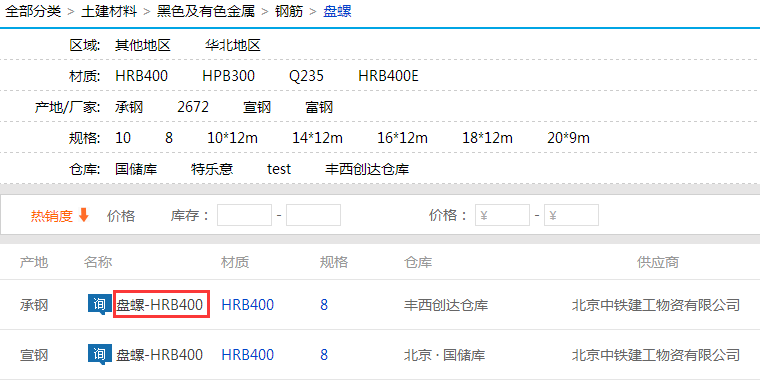 全部分类 > 土建材料 > 黑色及有色金属 > 钢筋 > 盘螺
区域: 其他地区 华北地区
材质: HRB400 HPB300 Q235 HRB400E
产地/厂家: 承钢 2672 宣钢 富钢
规格: 10 8 10*12m 14*12m 16*12m 18*12m 20*9m
仓库: 国储库 特乐意 test 丰西创达仓库
热销度 价格 库存: - 价格: ¥ - ¥
产地 名称 材质 规格 仓库 供应商
承钢 询 盘螺-HRB400 HRB400 8 丰西创达仓库 北京中铁建工物资有限公司
宣钢 询 盘螺-HRB400 HRB400 8 北京·国储库 北京中铁建工物资有限公司